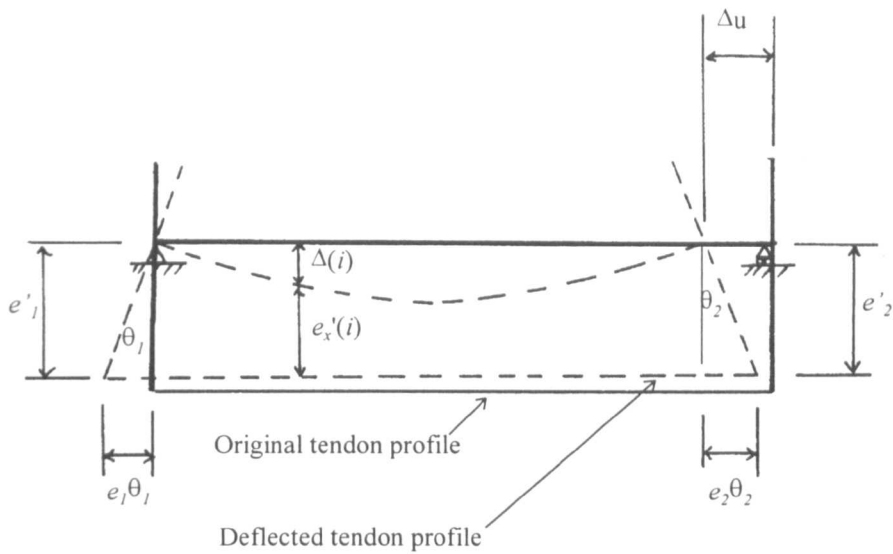 Δu
Δ(i)
e'₁
θ₁
eₓ'(i)
θ₂
e'₂
Original tendon profile
e₁θ₁
e₂θ₂
Deflected tendon profile